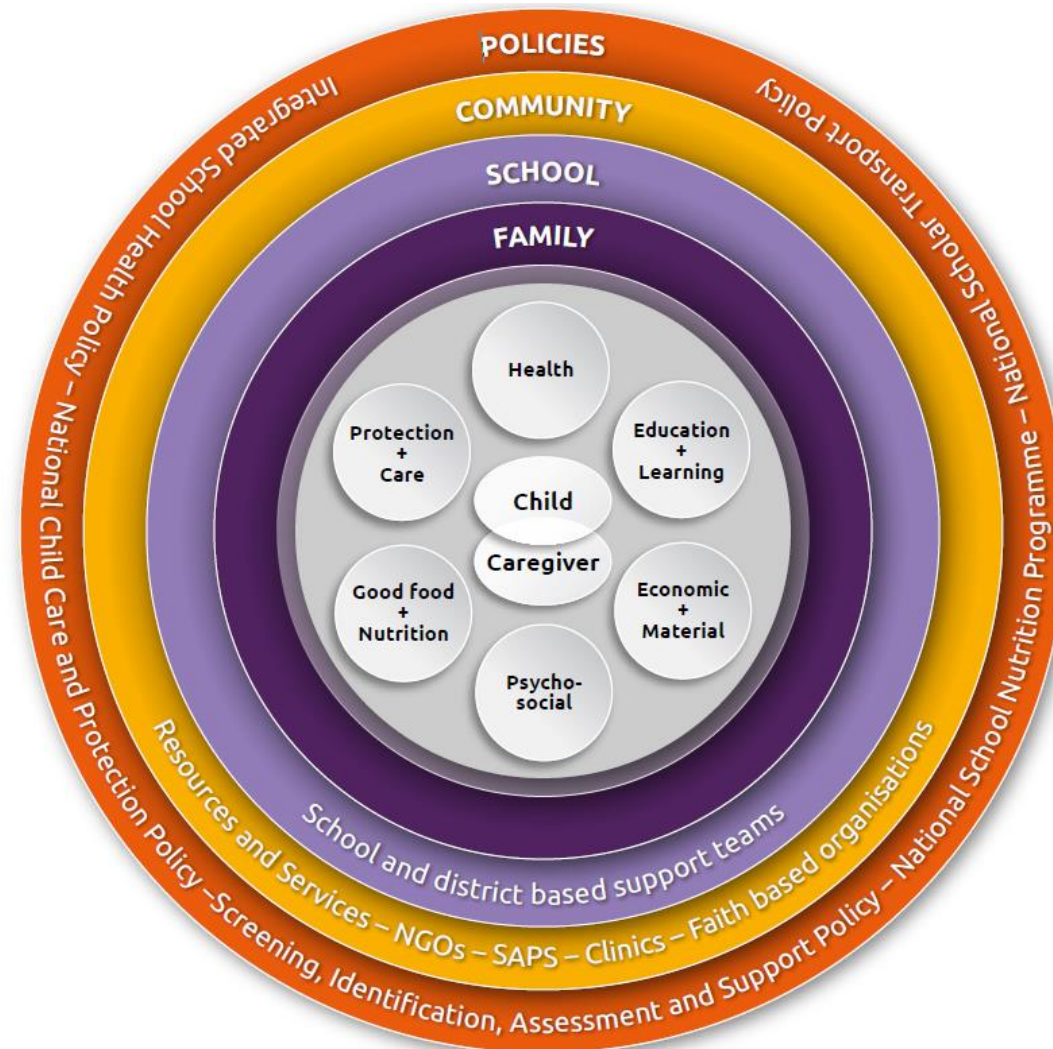 POLICIES
Integrated School Health Policy – National Child Care and Protection Policy –Screening, Identification, Assessment and Support Policy – National School Nutrition Programme – National Scholar Transport Policy
COMMUNITY
Resources and Services – NGOs – SAPS – Clinics – Faith based organisations
SCHOOL
School and district based support teams
FAMILY
Health
Protection
+
Care
Education
+
Learning
Child
Caregiver
Good food
+
Nutrition
Economic
+
Material
Psycho-
social